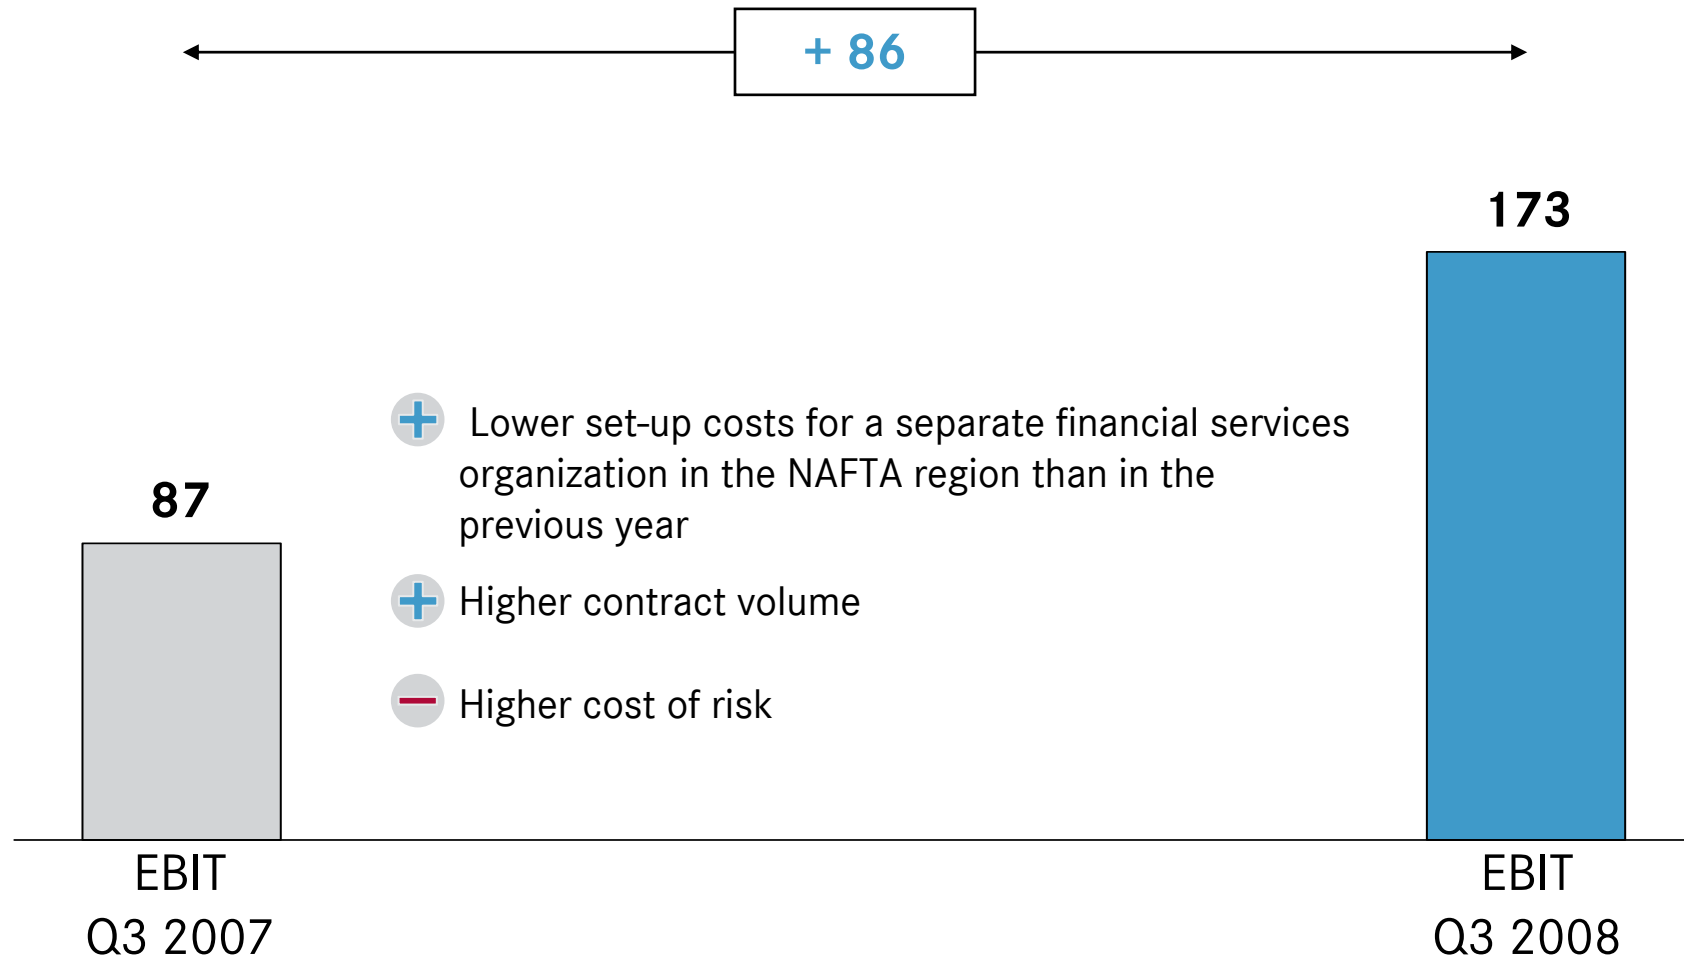 + 86
173
87
Lower set-up costs for a separate financial services
organization in the NAFTA region than in the
previous year
Higher contract volume
Higher cost of risk
EBIT
Q3 2007
EBIT
Q3 2008